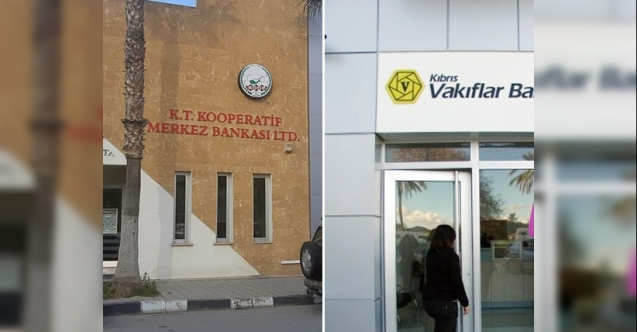 K.T. KOOPERATİF
MERKEZ BANKASI LTD.
Kıbrıs
Vakıflar Ba
V